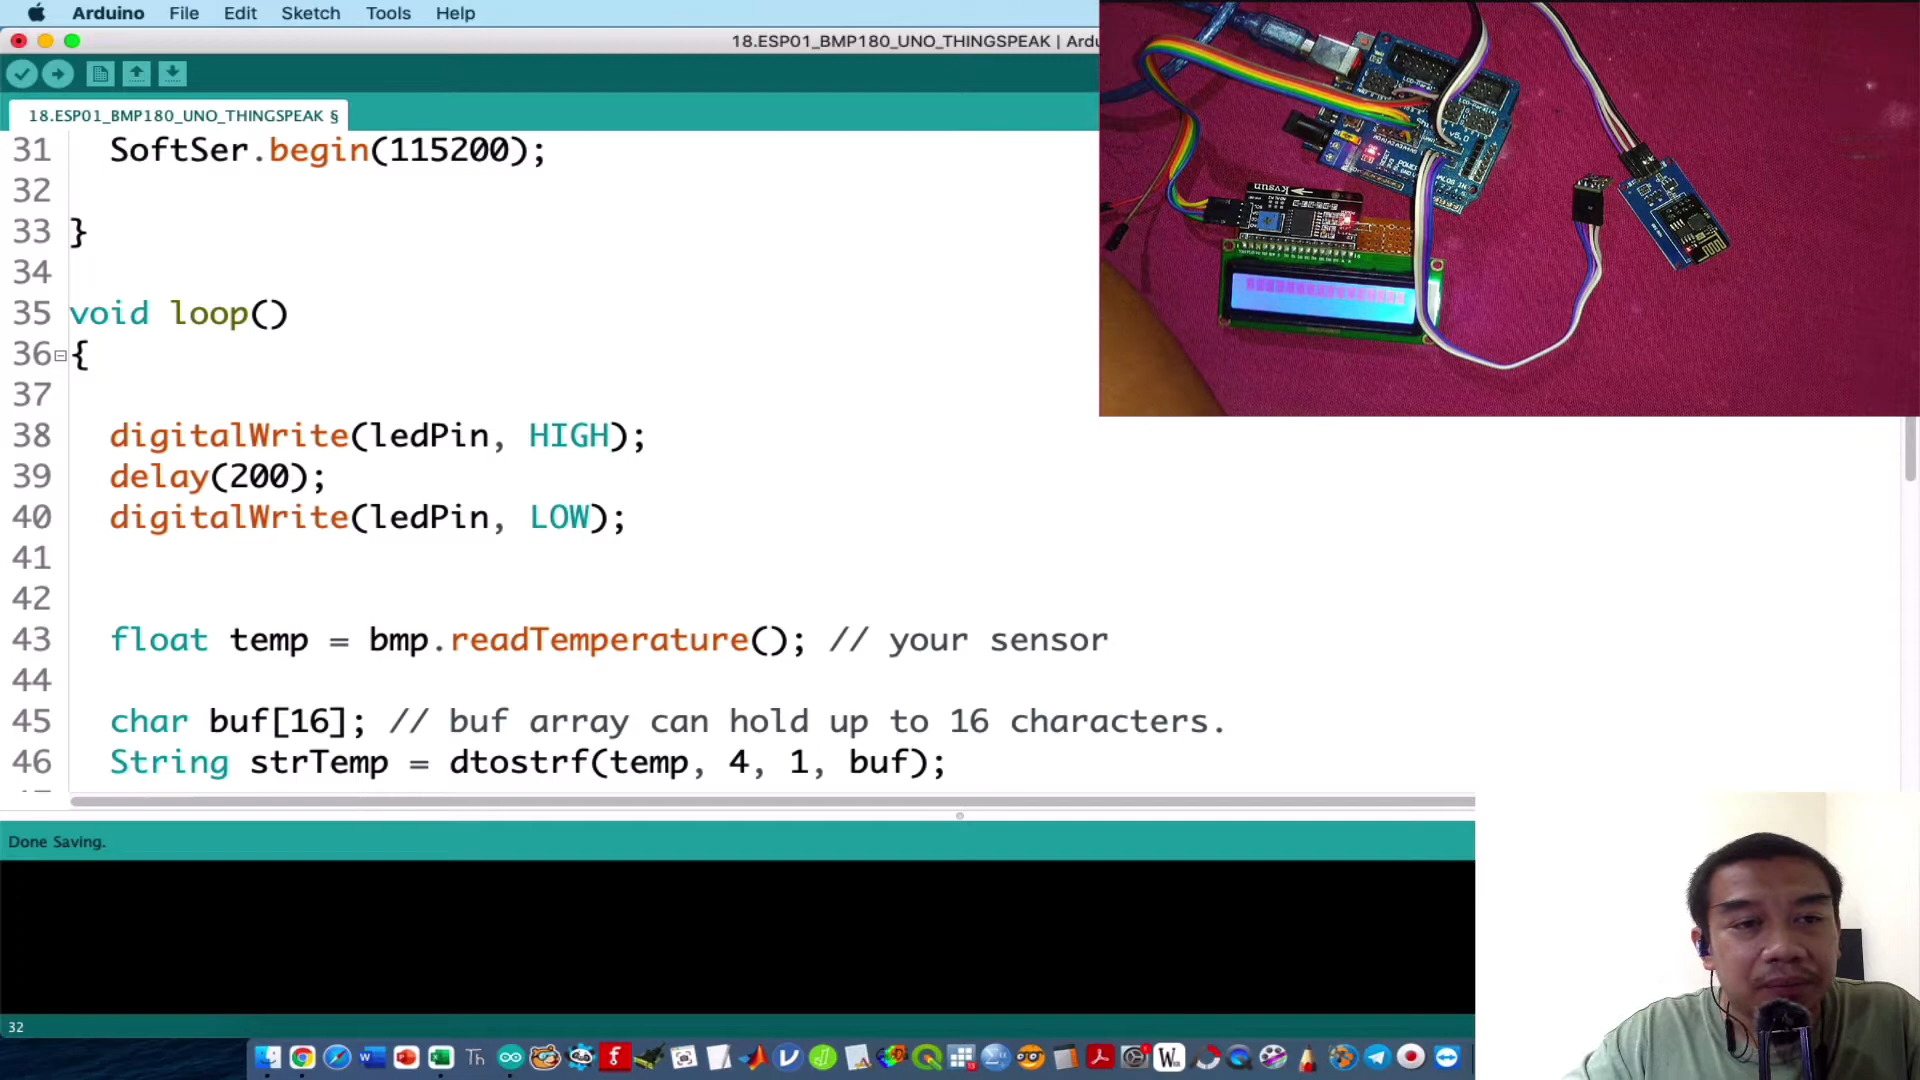 Arduino File Edit Sketch Tools Help
18.ESP01_BMP180_UNO_THINGSPEAK | Ardu
18.ESP01_BMP180_UNO_THINGSPEAK §
31 SoftSer.begin(115200);
32
33 }
34
35 void loop()
36 {
37
38 digitalWrite(ledPin, HIGH);
39 delay(200);
40 digitalWrite(ledPin, LOW);
41
42
43 float temp = bmp.readTemperature(); // your sensor
44
45 char buf[16]; // buf array can hold up to 16 characters.
46 String strTemp = dtostrf(temp, 4, 1, buf);
Done Saving.
32
kvsun